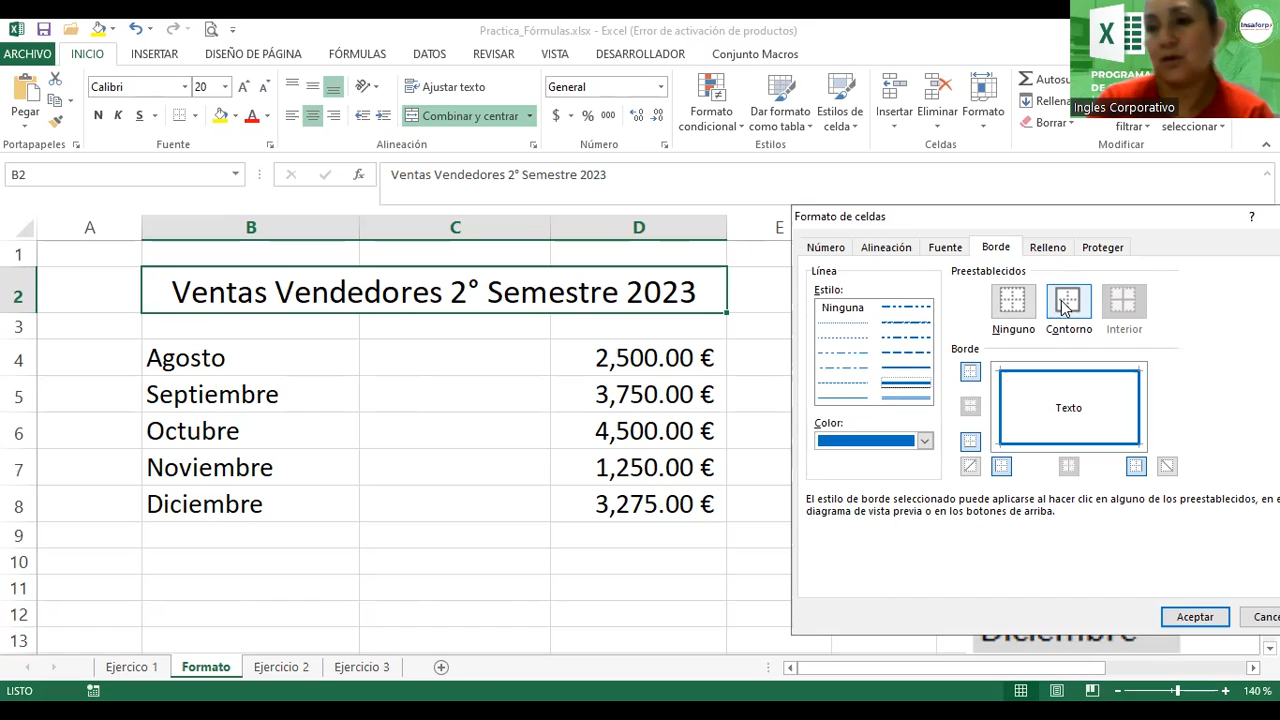 Practica_Fórmulas.xlsx - Excel (Error de activación de productos)
ARCHIVO INICIO INSERTAR DISEÑO DE PÁGINA FÓRMULAS DATOS REVISAR VISTA DESARROLLADOR Conjunto Macros
Insaforp
PROGRAMA
DE
Ingles Corporativo
Calibri 20 Ajustar texto General Autosu
Pegar N K S Combinar y centrar $ % 000 Formato condicional Dar formato como tabla Estilos de celda Insertar Eliminar Formato Rellena
Borrar filtrar seleccionar
Portapapeles Fuente Alineación Número Estilos Celdas Modificar
B2 fx Ventas Vendedores 2° Semestre 2023
A B C D E
1
2 Ventas Vendedores 2° Semestre 2023
3
4 Agosto 2,500.00 €
5 Septiembre 3,750.00 €
6 Octubre 4,500.00 €
7 Noviembre 1,250.00 €
8 Diciembre 3,275.00 €
9
10
11
12
13
Formato de celdas ?
Número Alineación Fuente Borde Relleno Proteger
Línea
Estilo:
Ninguna
Color:
Preestablecidos
Ninguno Contorno Interior
Borde
Texto
El estilo de borde seleccionado puede aplicarse al hacer clic en alguno de los preestablecidos, en e
diagrama de vista previa o en los botones de arriba.
Aceptar Cance
Diciembre
Ejercico 1 Formato Ejercicio 2 Ejercicio 3
LISTO 140 %